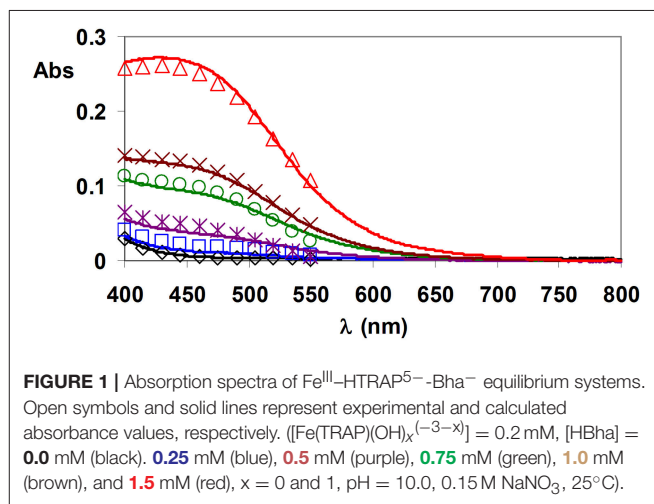 0.3
Abs
0.2
0.1
0
400 450 500 550 600 650 700 750 800
λ (nm)
FIGURE 1 | Absorption spectra of Feᴵᴵᴵ–HTRAP⁵⁻-Bha⁻ equilibrium systems.
Open symbols and solid lines represent experimental and calculated
absorbance values, respectively. ([Fe(TRAP)(OH)ₓ⁽⁻³⁻ˣ⁾] = 0.2 mM, [HBha] =
0.0 mM (black), 0.25 mM (blue), 0.5 mM (purple), 0.75 mM (green), 1.0 mM
(brown), and 1.5 mM (red), x = 0 and 1, pH = 10.0, 0.15 M NaNO₃, 25°C).